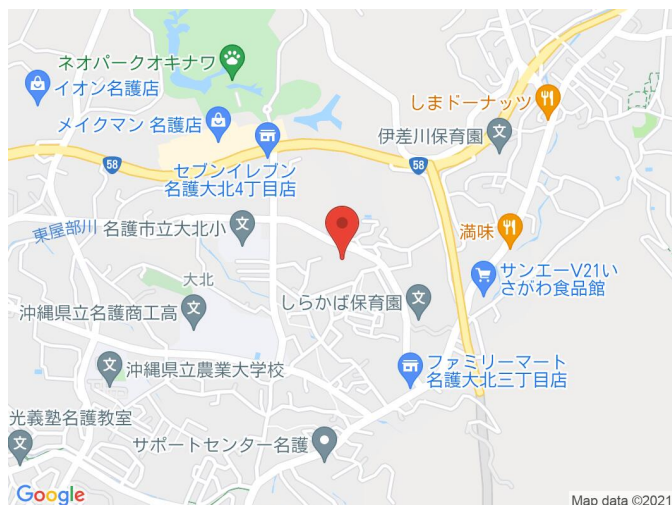 ネオパークオキナワ
イオン名護店
しまドーナッツ
メイクマン 名護店
伊差川保育園
58
セブンイレブン
名護大北4丁目店
58
東屋部川
名護市立大北小
満味
大北
サンエーV21い
さがわ食品館
沖縄県立名護商工高
しらかば保育園
沖縄県立農業大学校
ファミリーマート
名護大北三丁目店
光義塾名護教室
サポートセンター名護
Google
Map data ©2021